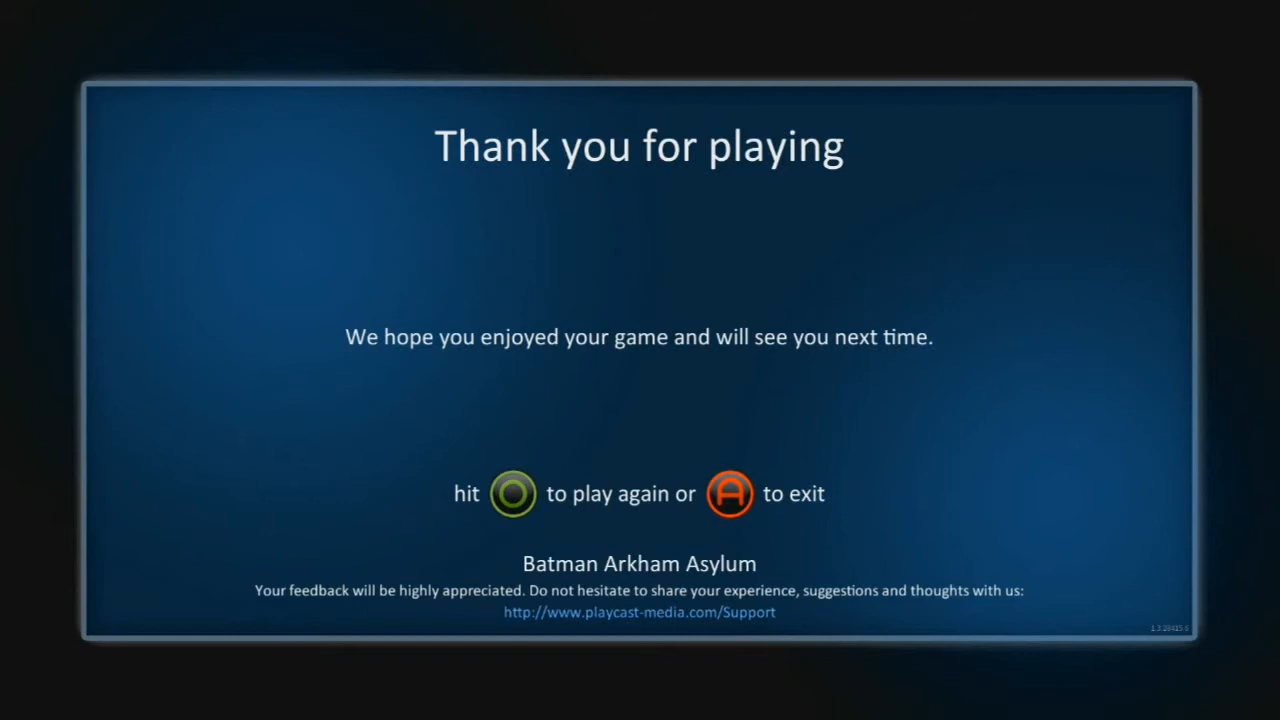 Thank you for playing
We hope you enjoyed your game and will see you next time.
hit O to play again or A to exit
Batman Arkham Asylum
Your feedback will be highly appreciated. Do not hesitate to share your experience, suggestions and thoughts with us:
http://www.playcast-media.com/Support